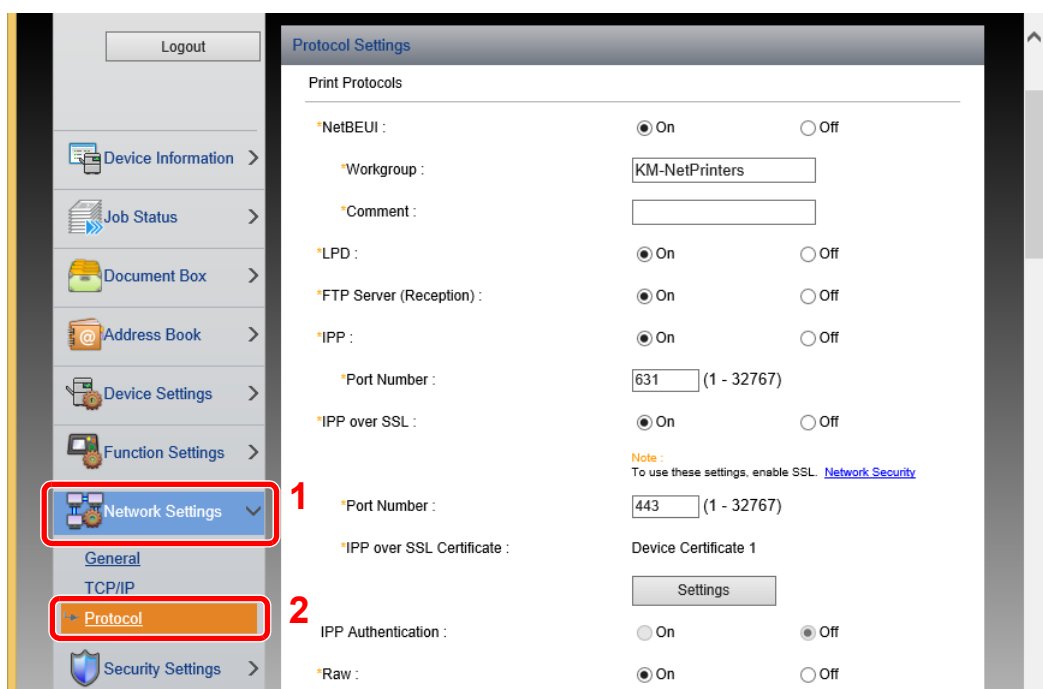 Logout
Device Information
Job Status
Document Box
Address Book
Device Settings
Function Settings
Network Settings
1
General
TCP/IP
Protocol
2
Security Settings
Protocol Settings
Print Protocols
*NetBEUI : On Off
*Workgroup : KM-NetPrinters
*Comment :
*LPD : On Off
*FTP Server (Reception) : On Off
*IPP : On Off
*Port Number : 631 (1 - 32767)
*IPP over SSL : On Off
Note :
To use these settings, enable SSL. Network Security
*Port Number : 443 (1 - 32767)
*IPP over SSL Certificate : Device Certificate 1
Settings
IPP Authentication : On Off
*Raw : On Off